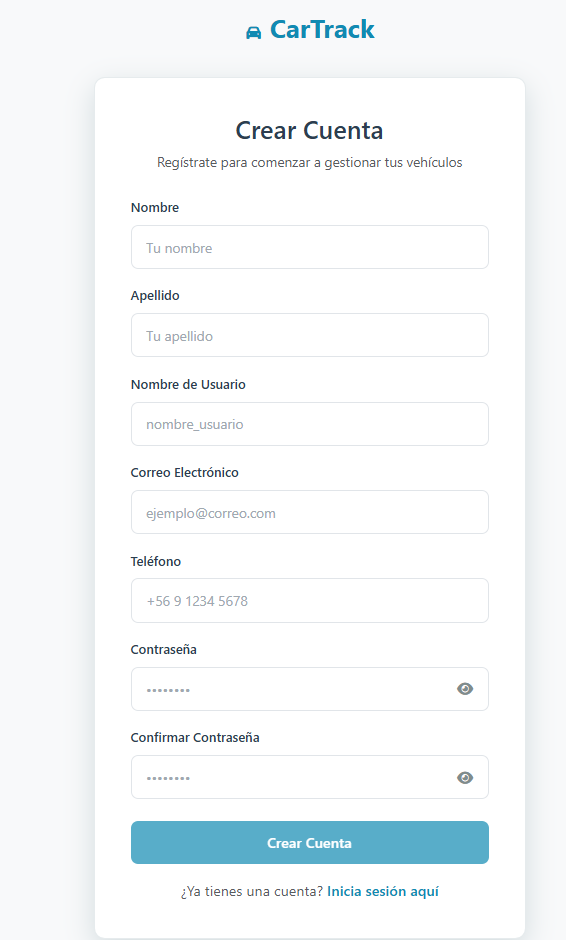 CarTrack
Crear Cuenta
Regístrate para comenzar a gestionar tus vehículos
Nombre
Tu nombre
Apellido
Tu apellido
Nombre de Usuario
nombre_usuario
Correo Electrónico
ejemplo@correo.com
Teléfono
+56 9 1234 5678
Contraseña
••••••••
Confirmar Contraseña
••••••••
Crear Cuenta
¿Ya tienes una cuenta? Inicia sesión aquí